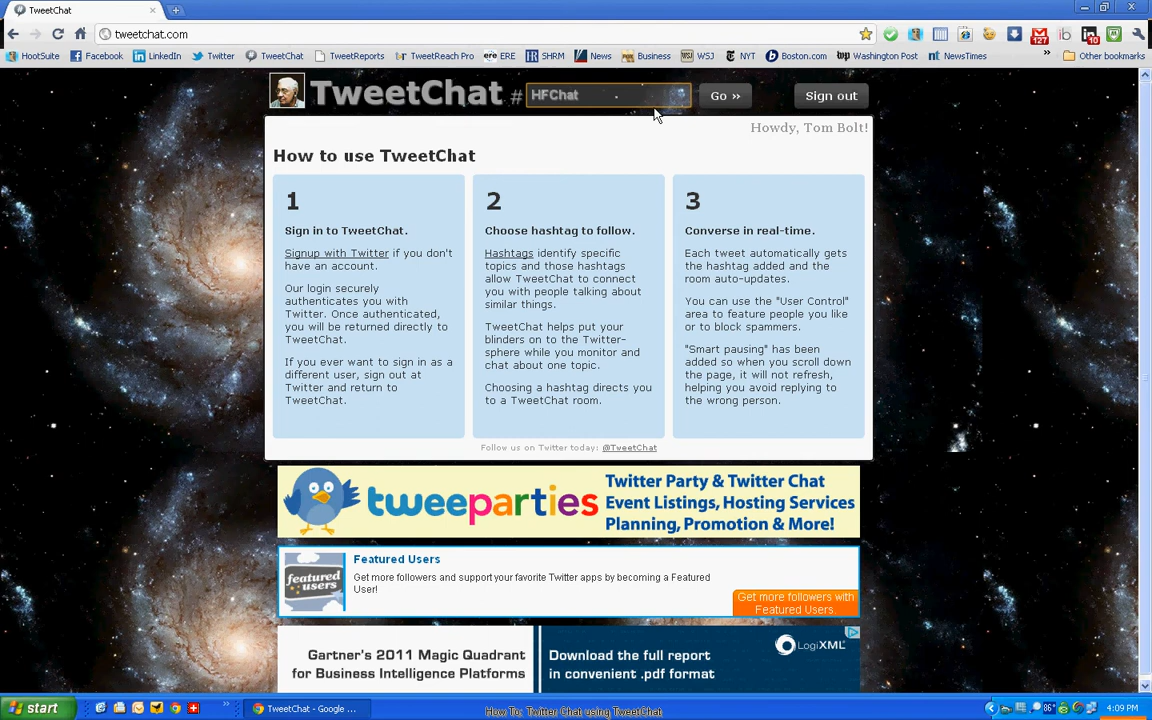 TweetChat
tweetchat.com
HootSuite Facebook LinkedIn Twitter TweetChat TweetReports TweetReach Pro ere ERE SHRM News Business WSJ WSJ NYT Boston.com wp Washington Post NewsTimes » Other bookmarks
127 ib in 10
TweetChat # HFChat Go »» Sign out
Howdy, Tom Bolt!
How to use TweetChat
1
Sign in to TweetChat.
Signup with Twitter if you don't
have an account.
Our login securely
authenticates you with
Twitter. Once authenticated,
you will be returned directly to
TweetChat.
If you ever want to sign in as a
different user, sign out at
Twitter and return to
TweetChat.
2
Choose hashtag to follow.
Hashtags identify specific
topics and those hashtags
allow TweetChat to connect
you with people talking about
similar things.
TweetChat helps put your
blinders on to the Twitter-
sphere while you monitor and
chat about one topic.
Choosing a hashtag directs you
to a TweetChat room.
3
Converse in real-time.
Each tweet automatically gets
the hashtag added and the
room auto-updates.
You can use the "User Control"
area to feature people you like
or to block spammers.
"Smart pausing" has been
added so when you scroll down
the page, it will not refresh,
helping you avoid replying to
the wrong person.
Follow us on Twitter today: @TweetChat
tweeparties
Twitter Party & Twitter Chat
Event Listings, Hosting Services
Planning, Promotion & More!
featured
users
Featured Users
Get more followers and support your favorite Twitter apps by becoming a Featured
User!
Get more followers with
Featured Users.
Gartner's 2011 Magic Quadrant
for Business Intelligence Platforms
Download the full report
in convenient .pdf format
LogiXML
start
TweetChat - Google ...
How To: Twitter Chat using TweetChat
86°
4:09 PM